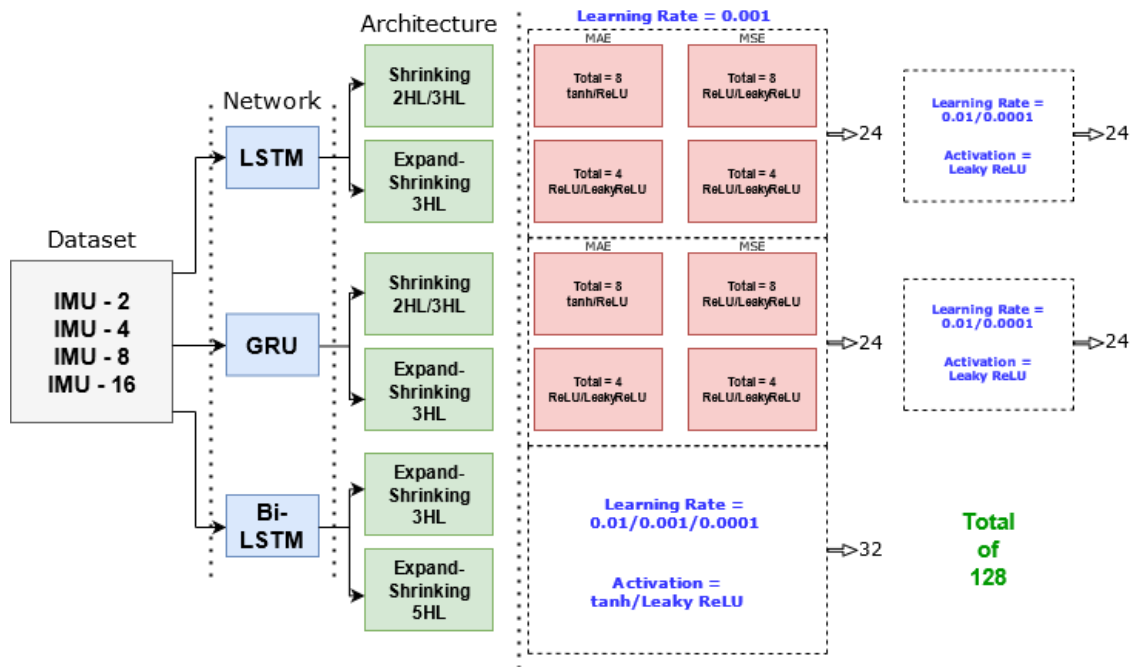 Architecture
Learning Rate = 0.001
MAE
MSE
Shrinking
2HL/3HL
Total = 8
tanh/ReLU
Total = 8
ReLU/LeakyReLU
Network
LSTM
24
Learning Rate =
0.01/0.0001
Activation =
Leaky ReLU
24
Expand-
Shrinking
3HL
Total = 4
ReLU/LeakyReLU
Total = 4
ReLU/LeakyReLU
Dataset
IMU - 2
IMU - 4
IMU - 8
IMU - 16
MAE
MSE
Shrinking
2HL/3HL
Total = 8
tanh/ReLU
Total = 8
ReLU/LeakyReLU
GRU
24
Learning Rate =
0.01/0.0001
Activation =
Leaky ReLU
24
Expand-
Shrinking
3HL
Total = 4
ReLU/LeakyReLU
Total = 4
ReLU/LeakyReLU
Expand-
Shrinking
3HL
Bi-
LSTM
Learning Rate =
0.01/0.001/0.0001
Activation =
tanh/Leaky ReLU
32
Total
of
128
Expand-
Shrinking
5HL